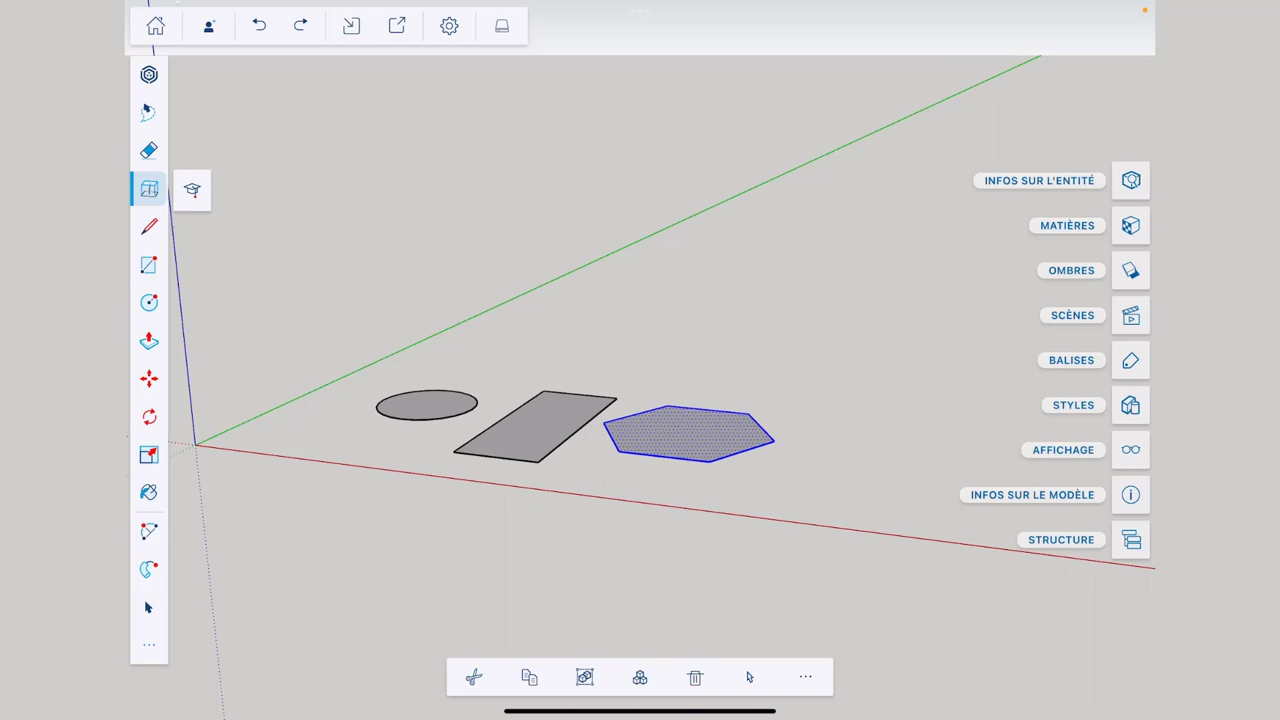 INFOS SUR L'ENTITÉ
MATIÈRES
OMBRES
SCÈNES
BALISES
STYLES
AFFICHAGE
INFOS SUR LE MODÈLE
STRUCTURE